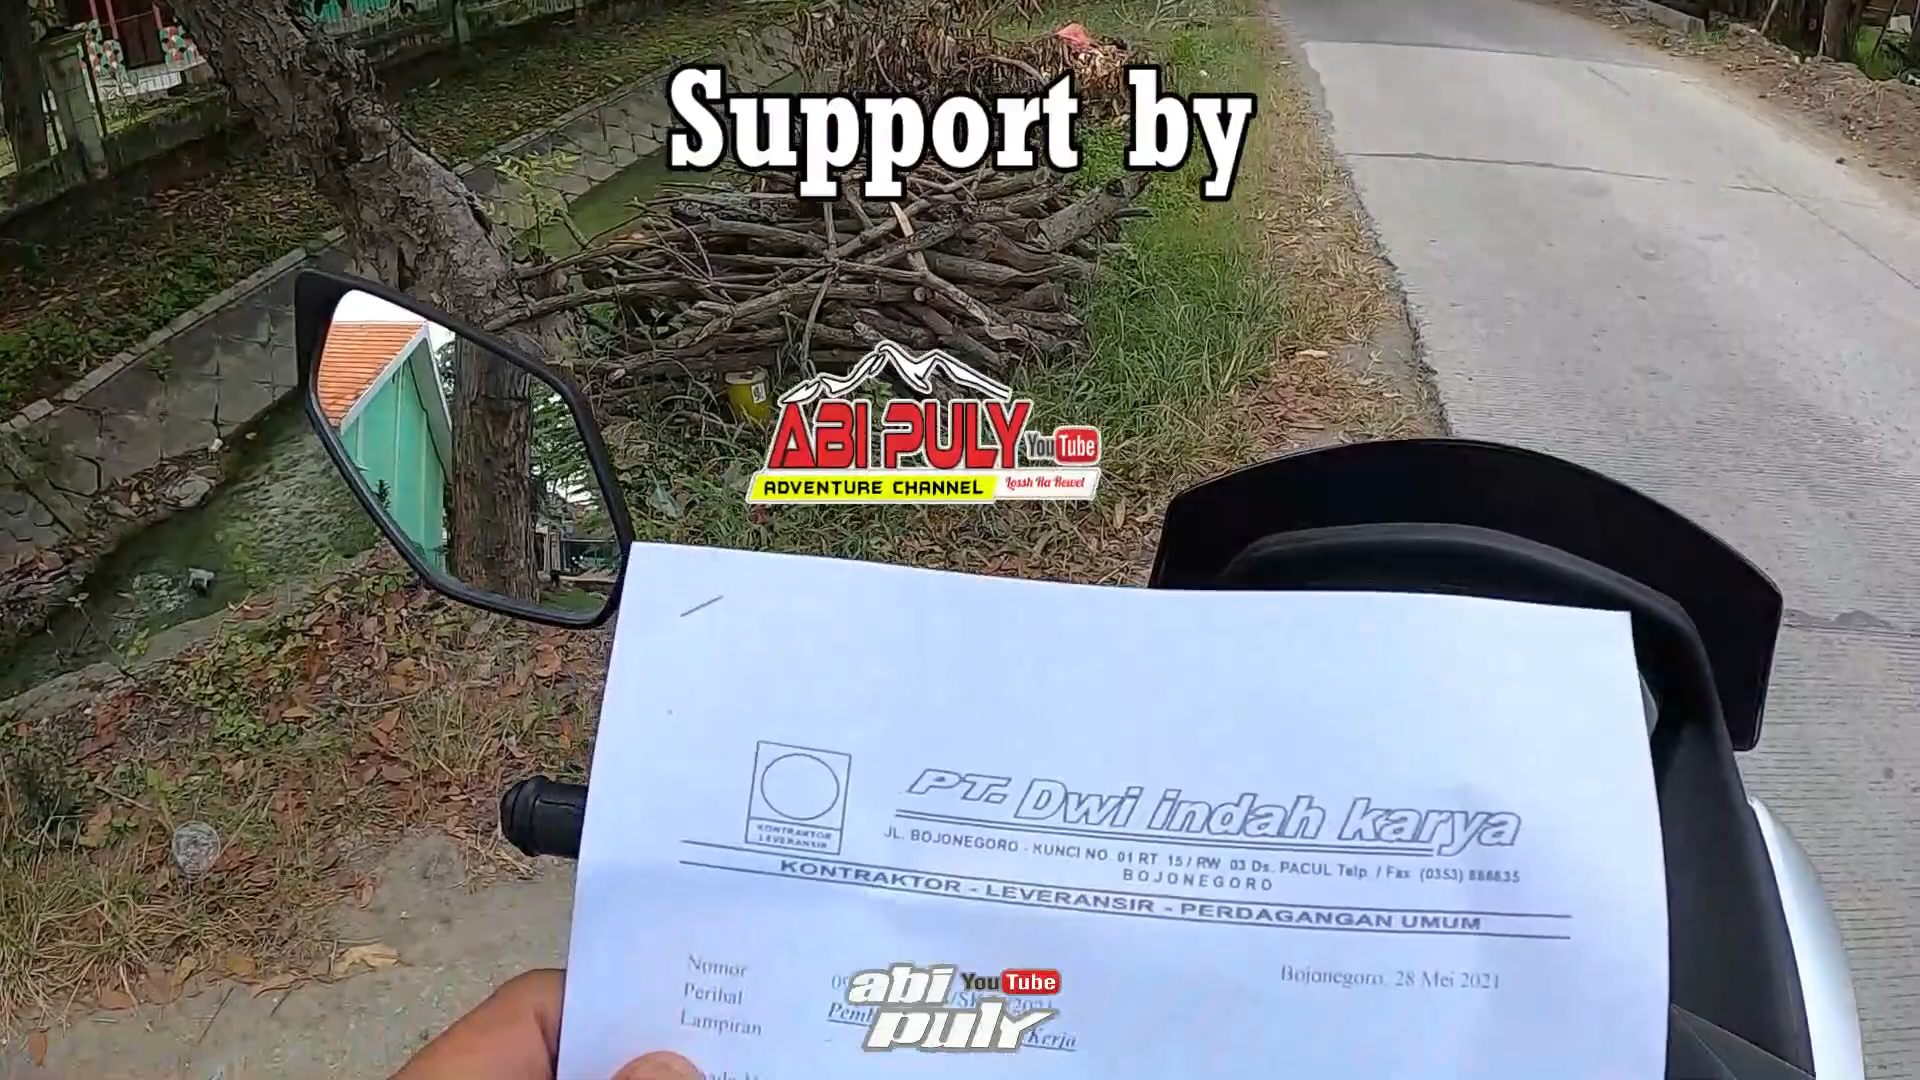 Support by
ABI PULY YouTube
ADVENTURE CHANNEL Lossh Ra Rewel
KONTRAKTOR
LEVERANSIR
PT. Dwi indah karya
JL. BOJONEGORO - KUNCI NO. 01 RT. 15 / RW. 03 Ds. PACUL Telp. / Fax (0353) 886635
BOJONEGORO
KONTRAKTOR - LEVERANSIR - PERDAGANGAN UMUM
Bojonegoro, 28 Mei 2021
Nomor
Perihal Kerja
Lampiran -
abi YouTube
puly